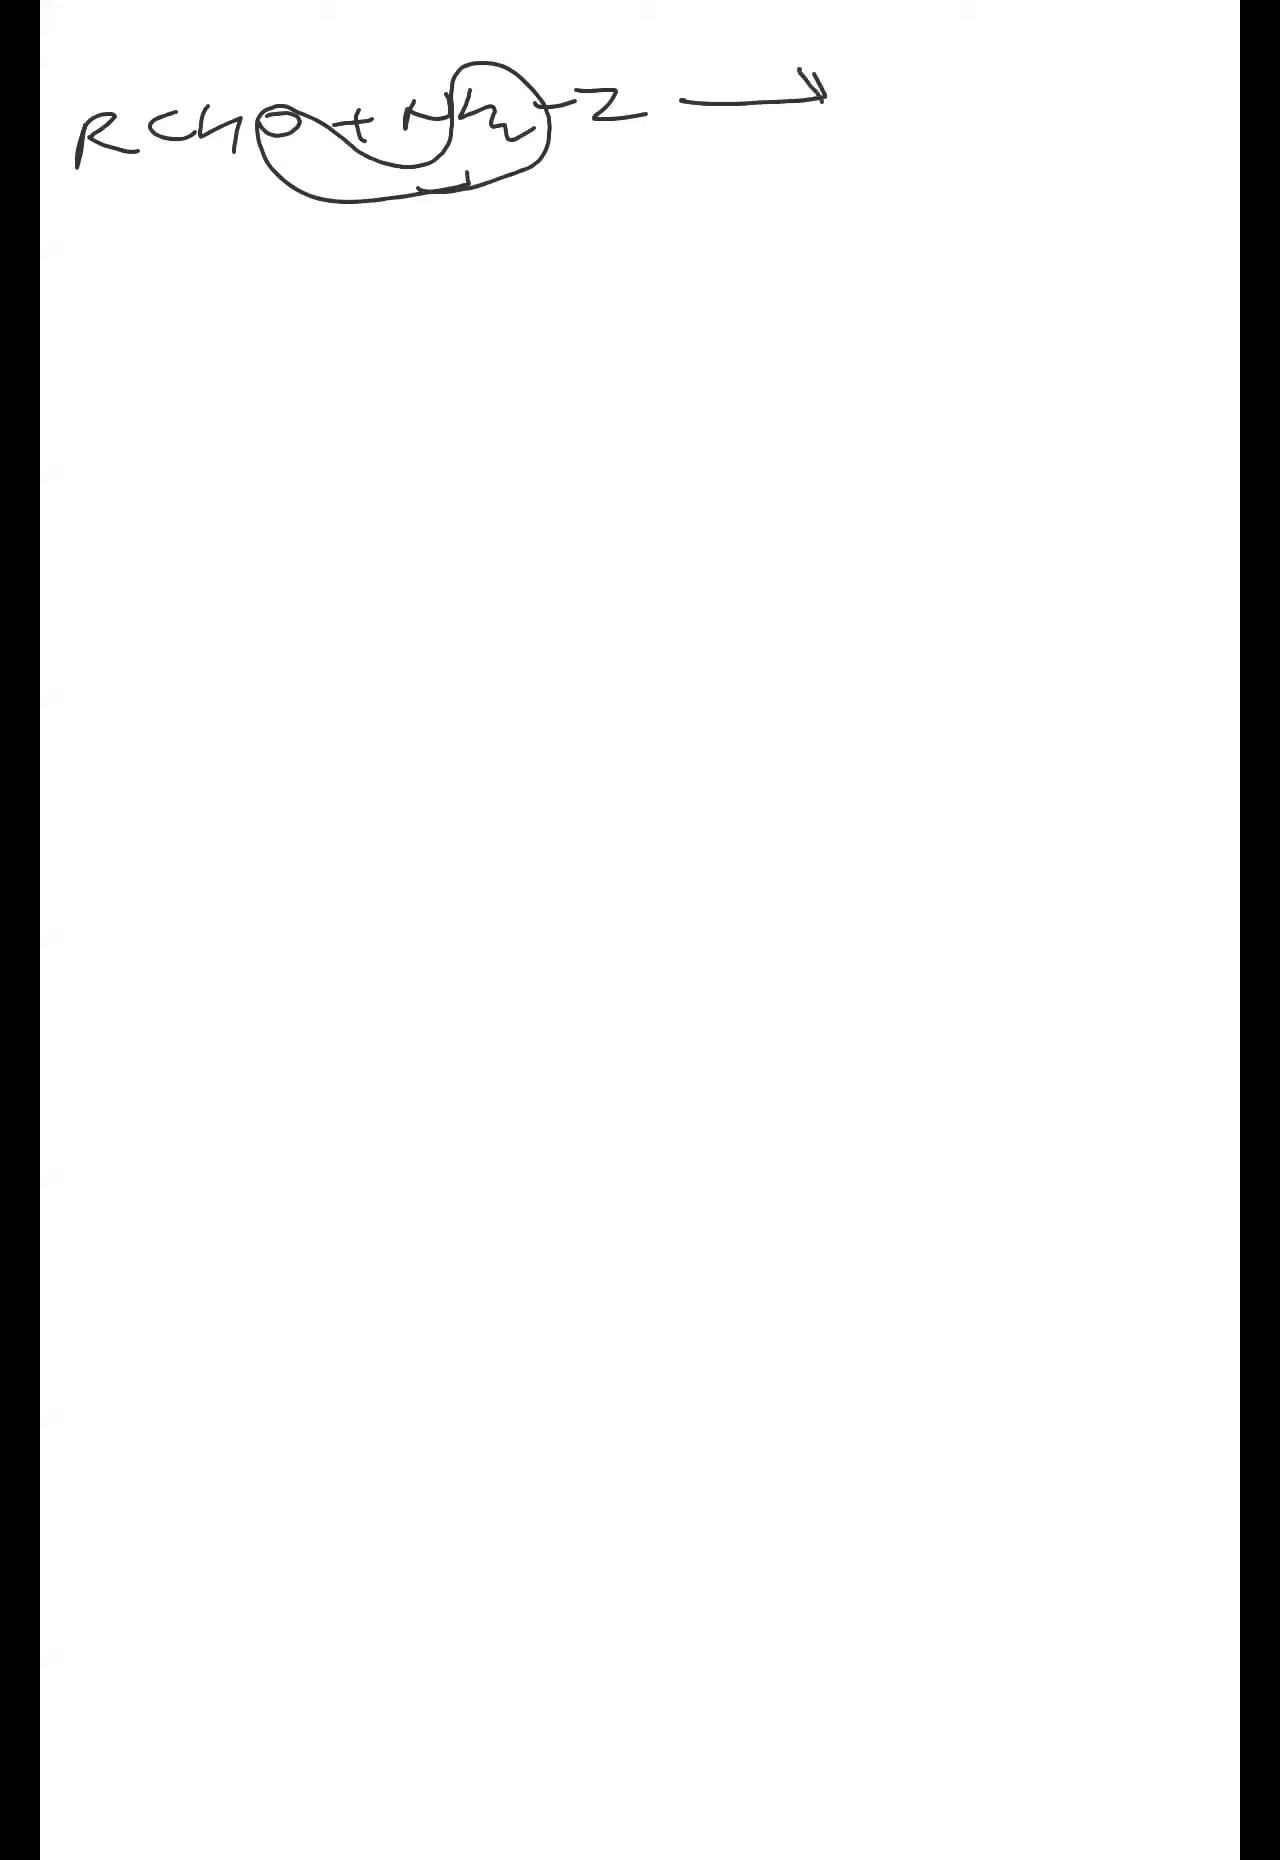 RCHO + NH2-Z →